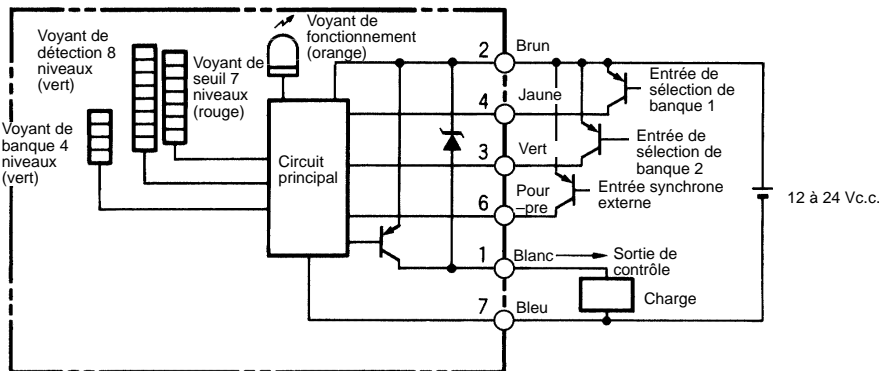 Voyant de
détection 8
niveaux
(vert)
Voyant de
seuil 7
niveaux
(rouge)
Voyant de
fonctionnement
(orange)
Voyant de
banque 4
niveaux
(vert)
Circuit
principal
2 Brun
4 Jaune
3 Vert
6 Pour
–pre
1 Blanc
7 Bleu
Entrée de
sélection de
banque 1
Entrée de
sélection de
banque 2
Entrée synchrone
externe
Sortie de
contrôle
Charge
12 à 24 Vc.c.